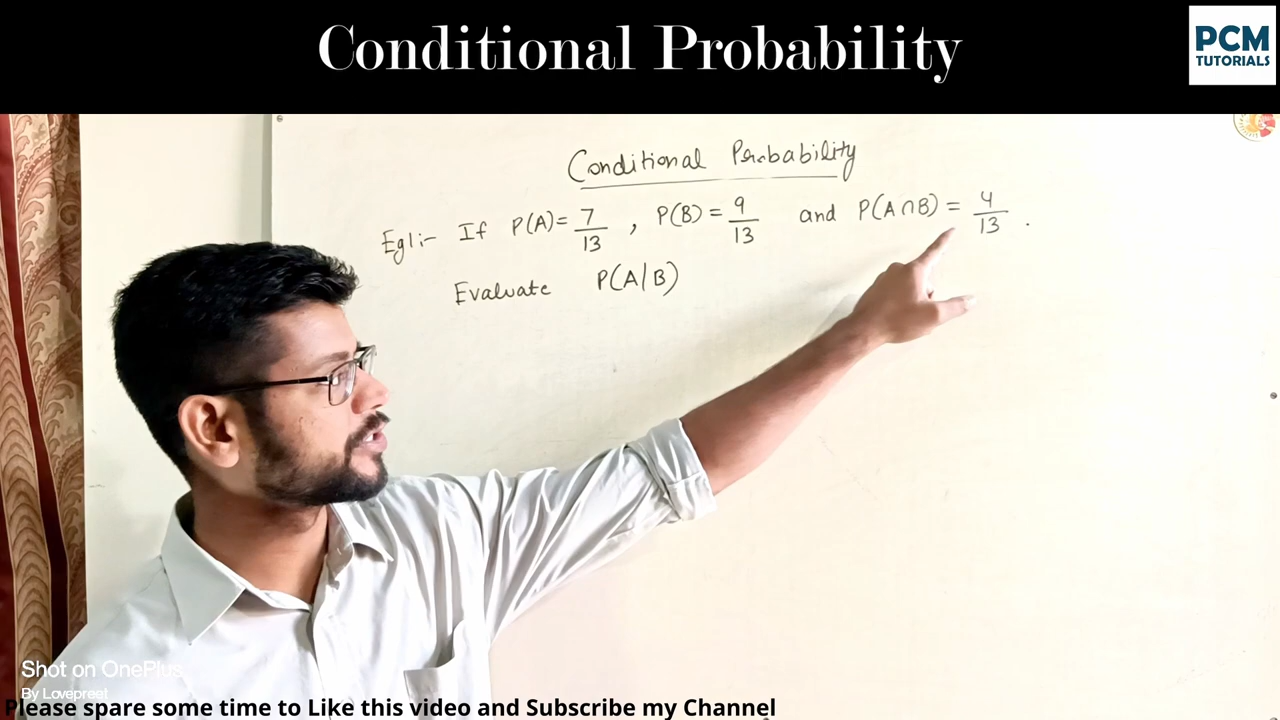 Conditional Probability
PCM
TUTORIALS
Conditional Probability
Eg1:- If P(A) = 7/13 , P(B) = 9/13 and P(A∩B) = 4/13 .
Evaluate P(A/B)
Shot on OnePlus
By Lovepreet
Please spare some time to Like this video and Subscribe my Channel